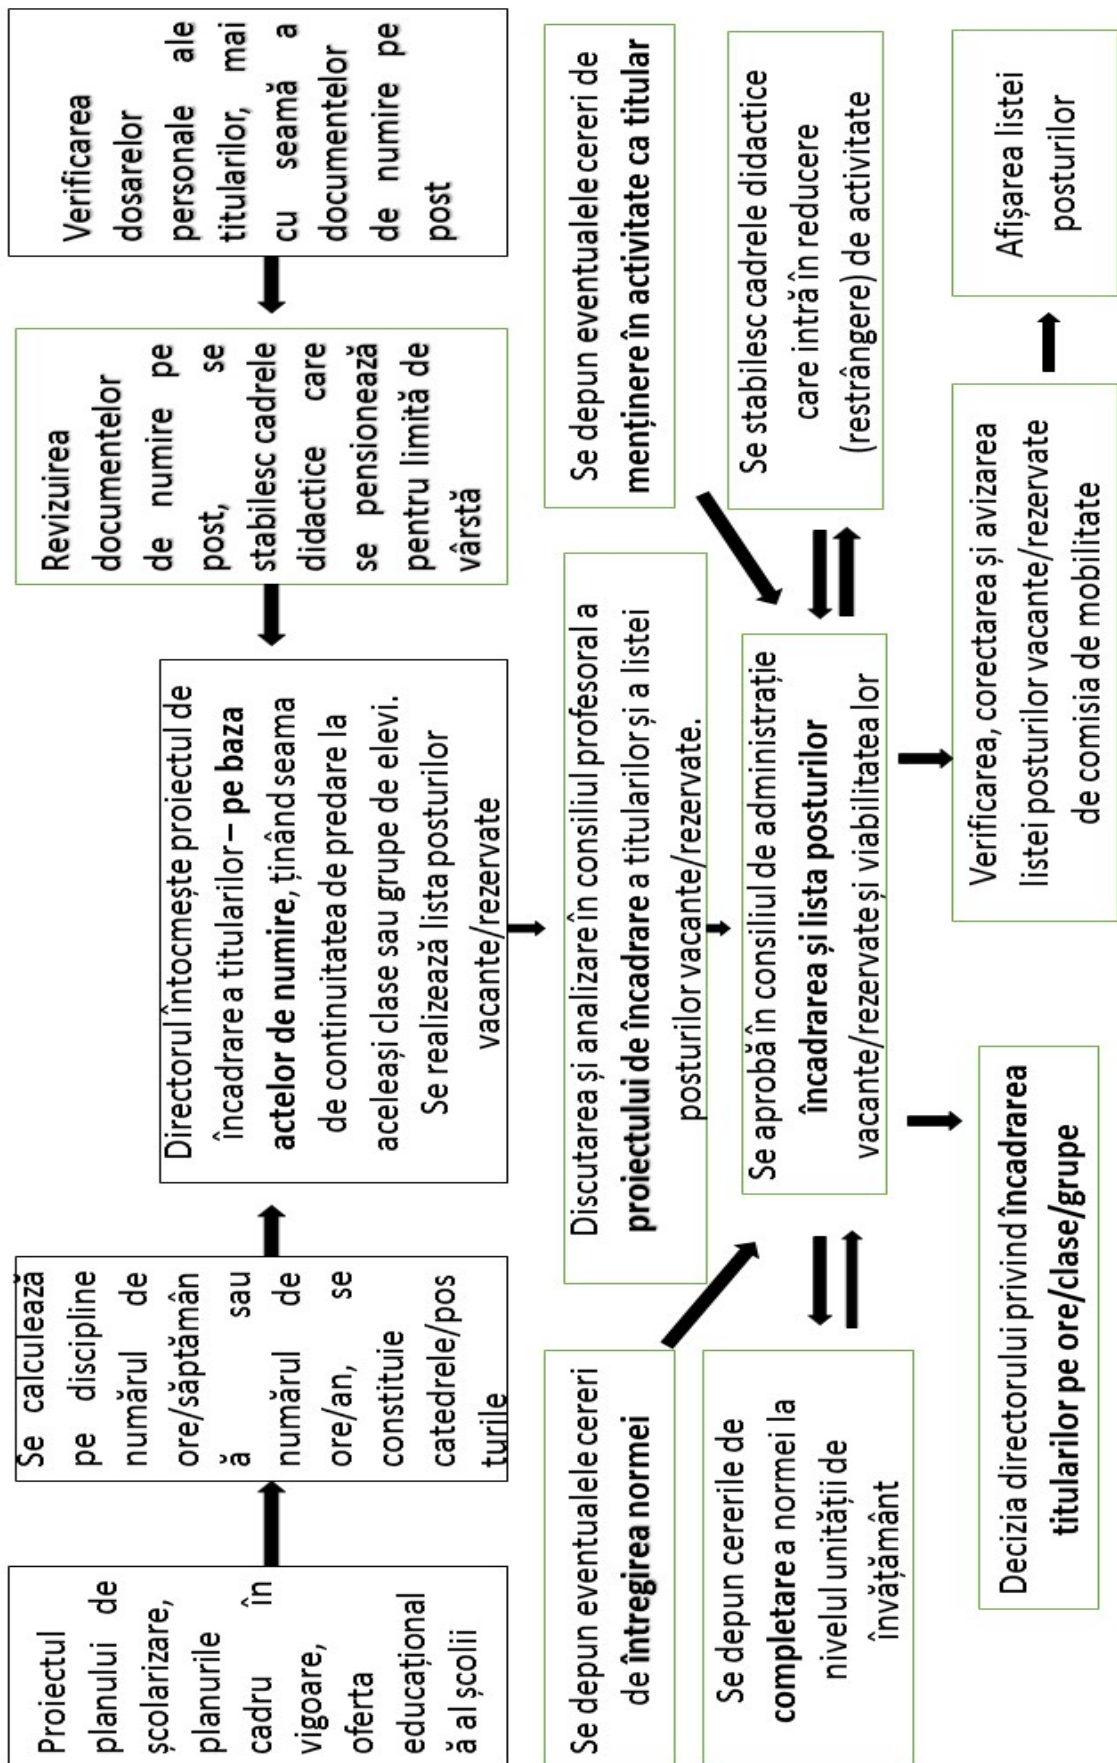 Proiectul
planului de
școlarizare,
planurile
cadru în
vigoare,
oferta
educațional
ă al școlii
Se calculează
pe discipline
numărul de
ore/săptămân
ă sau
numărul de
ore/an, se
constituie
catedrele/pos
turile
Directorul întocmește proiectul de
încadrare a titularilor – pe baza
actelor de numire, ținând seama
de continuitatea de predare la
aceleași clase sau grupe de elevi.
Se realizează lista posturilor
vacante/rezervate
Revizuirea
documentelor
de numire pe
post, se
stabilesc cadrele
didactice care
se pensionează
pentru limită de
vârstă
Verificarea
dosarelor
personale ale
titularilor, mai
cu seamă a
documentelor
de numire pe
post
Se depun eventualele cereri
de întregirea normei
Discutarea și analizare în consiliul profesoral a
proiectului de încadrare a titularilor și a listei
posturilor vacante/rezervate.
Se depun eventualele cereri de
menținere în activitate ca titular
Se depun cererile de
completare a normei la
nivelul unității de
învățământ
Se aprobă în consiliul de administrație
încadrarea și lista posturilor
vacante/rezervate și viabilitatea lor
Se stabilesc cadrele didactice
care intră în reducere
(restrângere) de activitate
Decizia directorului privind încadrarea
titularilor pe ore/clase/grupe
Verificarea, corectarea și avizarea
listei posturilor vacante/rezervate
de comisia de mobilitate
Afișarea listei
posturilor